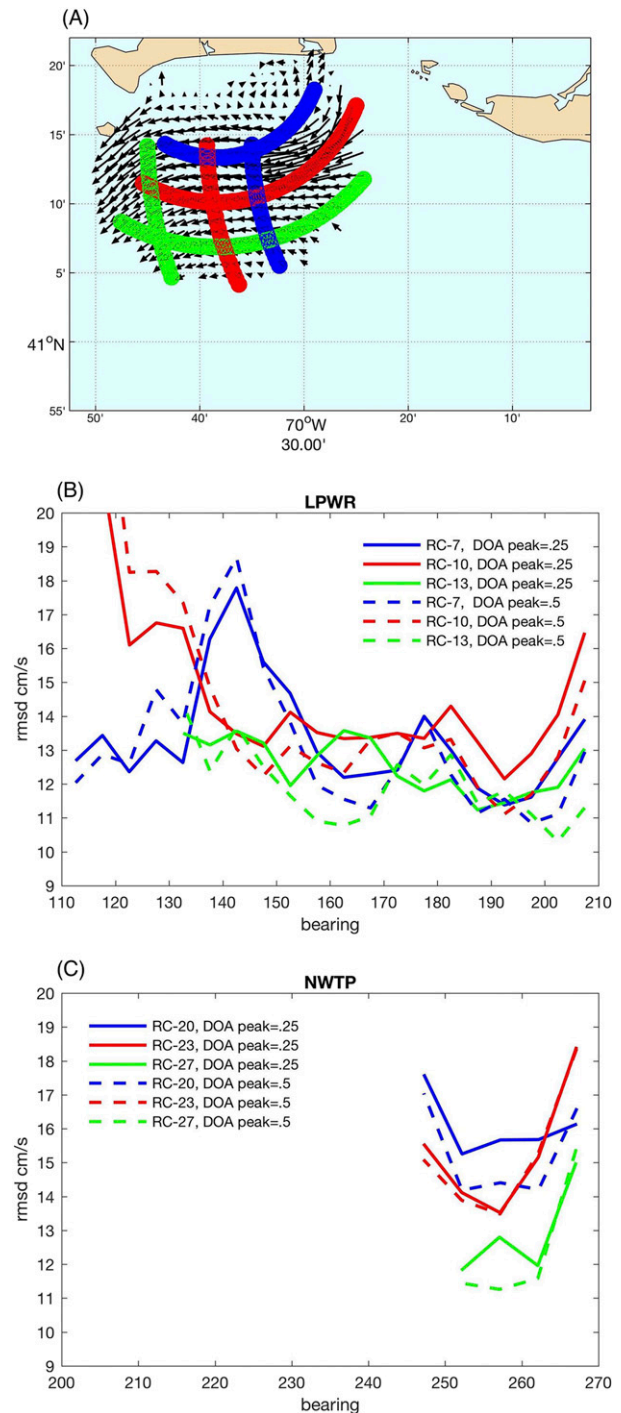 (A)
20'
15'
10'
5'
41°N
55'
50'
40'
70°W
30.00'
20'
10'
(B)
LPWR
20
19
18
17
16
15
14
13
12
11
10
9
rmsd cm/s
RC-7, DOA peak=.25
RC-10, DOA peak=.25
RC-13, DOA peak=.25
RC-7, DOA peak=.5
RC-10, DOA peak=.5
RC-13, DOA peak=.5
110 120 130 140 150 160 170 180 190 200 210
bearing
(C)
NWTP
20
19
18
17
16
15
14
13
12
11
10
9
rmsd cm/s
RC-20, DOA peak=.25
RC-23, DOA peak=.25
RC-27, DOA peak=.25
RC-20, DOA peak=.5
RC-23, DOA peak=.5
RC-27, DOA peak=.5
200 210 220 230 240 250 260 270
bearing